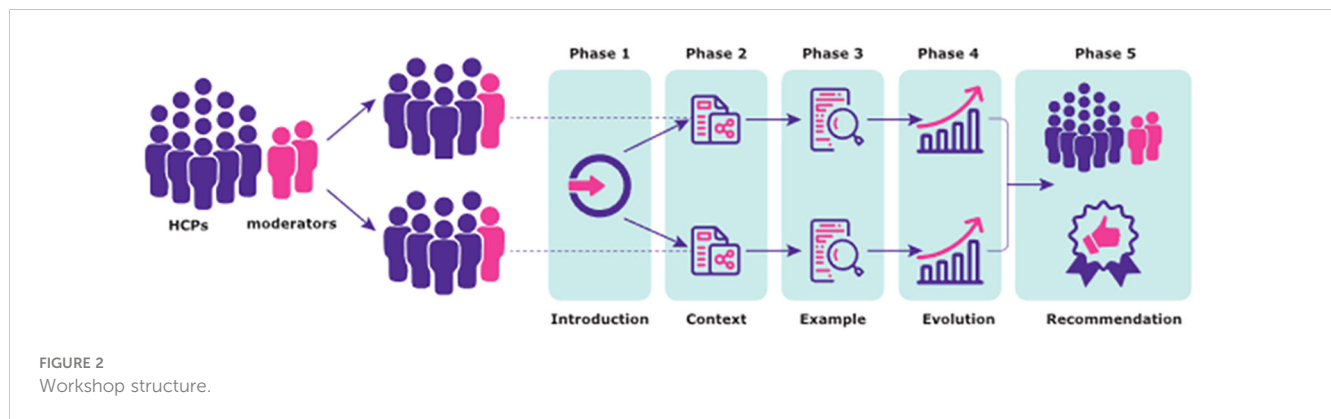 Phase 1 Phase 2 Phase 3 Phase 4 Phase 5
HCPs moderators
Introduction Context Example Evolution Recommendation
FIGURE 2
Workshop structure.